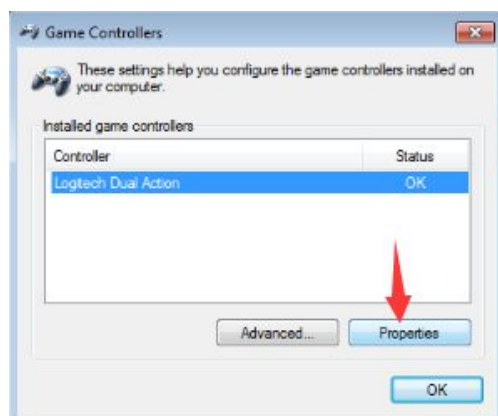 Game Controllers
These settings help you configure the game controllers installed on
your computer.
Installed game controllers
Controller Status
Logitech Dual Action OK
Advanced... Properties
OK